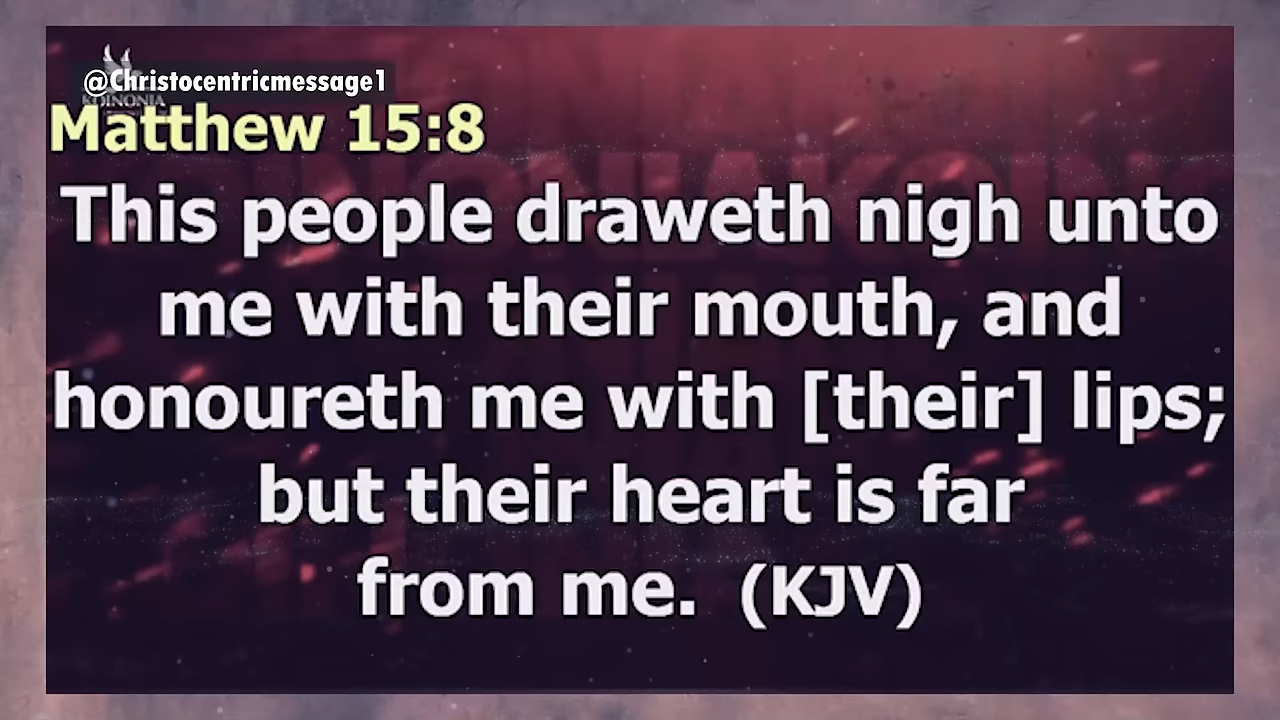 @Christocentricmessage1
KOINONIA
Matthew 15:8
This people draweth nigh unto
me with their mouth, and
honoureth me with [their] lips;
but their heart is far
from me. (KJV)